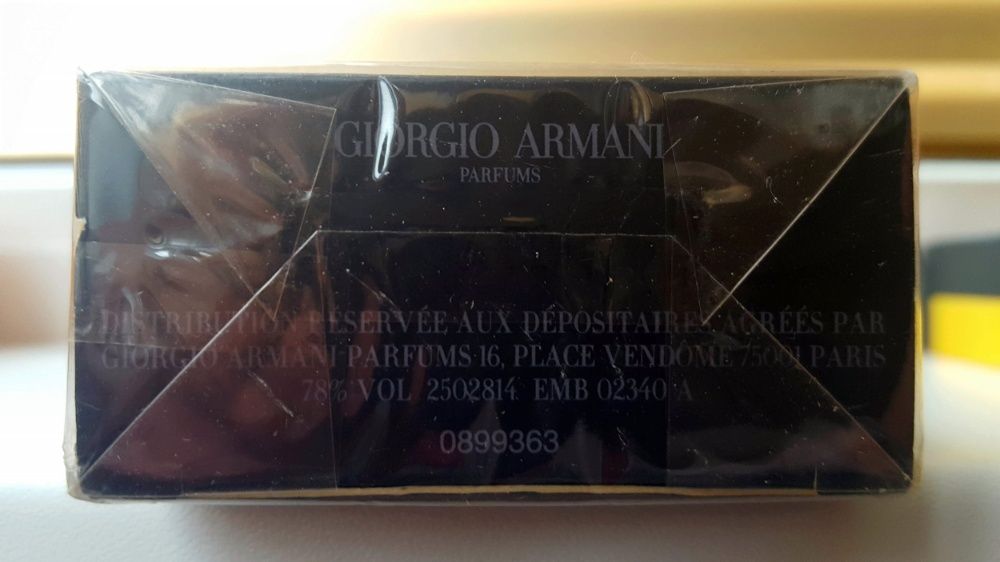 GIORGIO ARMANI
PARFUMS
DISTRIBUTION RÉSERVÉE AUX DÉPOSITAIRES AGRÉÉS PAR
GIORGIO ARMANI PARFUMS 16, PLACE VENDÔME 75001 PARIS
78% VOL 2502814 EMB 02340 A
0899363